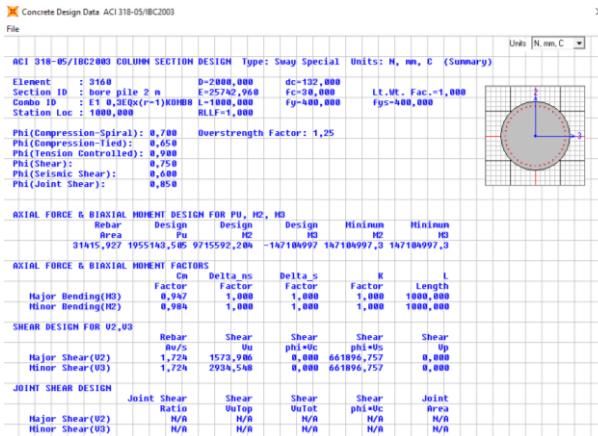 Concrete Design Data ACI 318-05/IBC2003
File
Units N, mm, C
ACI 318-05/IBC2003 COLUMN SECTION DESIGN Type: Sway Special Units: N, mm, C (Summary)
Element : 3160 D=2000,000 dc=132,000
Section ID : bore pile 2 m E=25742,960 fc=30,000 Lt.Wt. Fac.=1,000
Combo ID : E1 0,3EQx(r-1)KOMB8 L=1000,000 fy=400,000 fys=400,000
Station Loc : 1000,000 RLLF=1,000
Phi(Compression-Spiral): 0,700 Overstrength Factor: 1,25
Phi(Compression-Tied): 0,650
Phi(Tension Controlled): 0,900
Phi(Shear): 0,750
Phi(Seismic Shear): 0,600
Phi(Joint Shear): 0,850
2
3
AXIAL FORCE & BIAXIAL MOMENT DESIGN FOR PU, M2, M3
Rebar Design Design Design Minimum Minimum
Area Pu M2 M3 M2 M3
31415,927 1955143,505 9715592,204 -147104997 147104997,3 147104997,3
AXIAL FORCE & BIAXIAL MOMENT FACTORS
Cm Delta_ns Delta_s K L
Factor Factor Factor Factor Length
Major Bending(M3) 0,947 1,000 1,000 1,000 1000,000
Minor Bending(M2) 0,984 1,000 1,000 1,000 1000,000
SHEAR DESIGN FOR V2,V3
Rebar Shear Shear Shear Shear
Av/s Vu phi*Vc phi*Vs Vp
Major Shear(V2) 1,724 1573,906 0,000 661896,757 0,000
Minor Shear(V3) 1,724 2934,548 0,000 661896,757 0,000
JOINT SHEAR DESIGN
Joint Shear Shear Shear Shear Joint
Ratio VuTop VuTot phi*Vc Area
Major Shear(V2) N/A N/A N/A N/A N/A
Minor Shear(V3) N/A N/A N/A N/A N/A